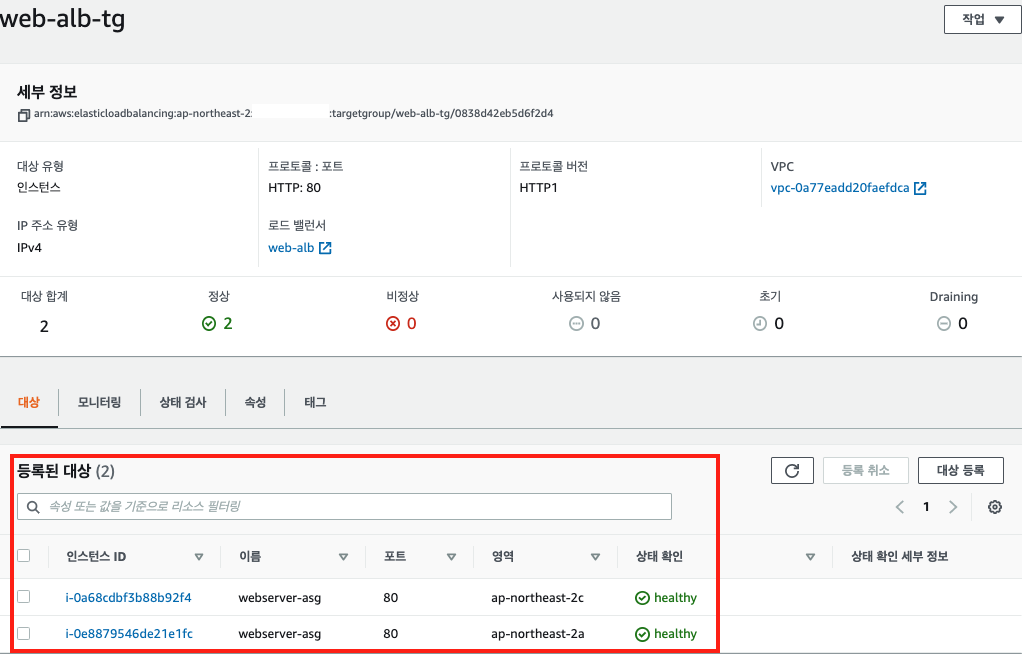 web-alb-tg
작업
세부 정보
arn:aws:elasticloadbalancing:ap-northeast-2: :targetgroup/web-alb-tg/0838d42eb5d6f2d4
대상 유형 프로토콜 : 포트 프로토콜 버전 VPC
인스턴스 HTTP: 80 HTTP1 vpc-0a77eadd20faefdca
IP 주소 유형 로드 밸런서
IPv4 web-alb
대상 합계 정상 비정상 사용되지 않음 초기 Draining
2 2 0 0 0 0
대상 모니터링 상태 검사 속성 태그
등록된 대상 (2) 등록 취소 대상 등록
속성 또는 값을 기준으로 리소스 필터링 1
인스턴스 ID 이름 포트 영역 상태 확인 상태 확인 세부 정보
i-0a68cdbf3b88b92f4 webserver-asg 80 ap-northeast-2c healthy
i-0e8879546de21e1fc webserver-asg 80 ap-northeast-2a healthy